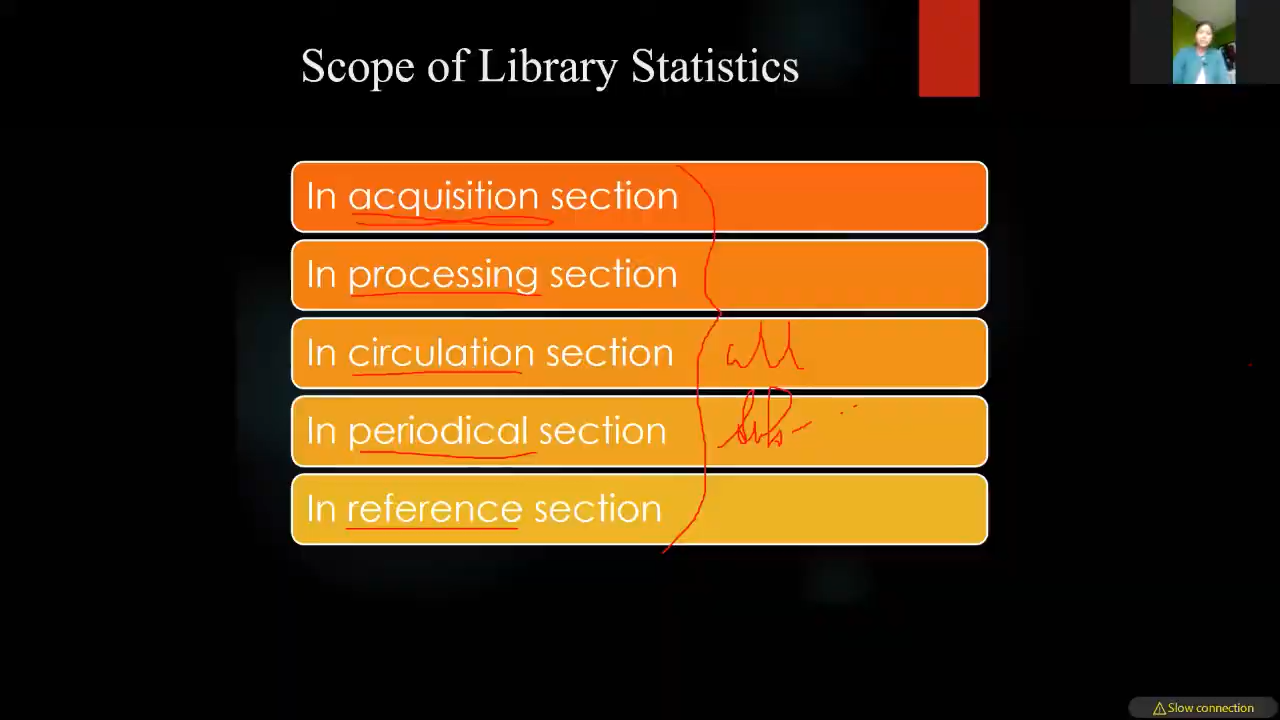 Scope of Library Statistics
In acquisition section
In processing section
In circulation section
all
In periodical section
In reference section
Slow connection